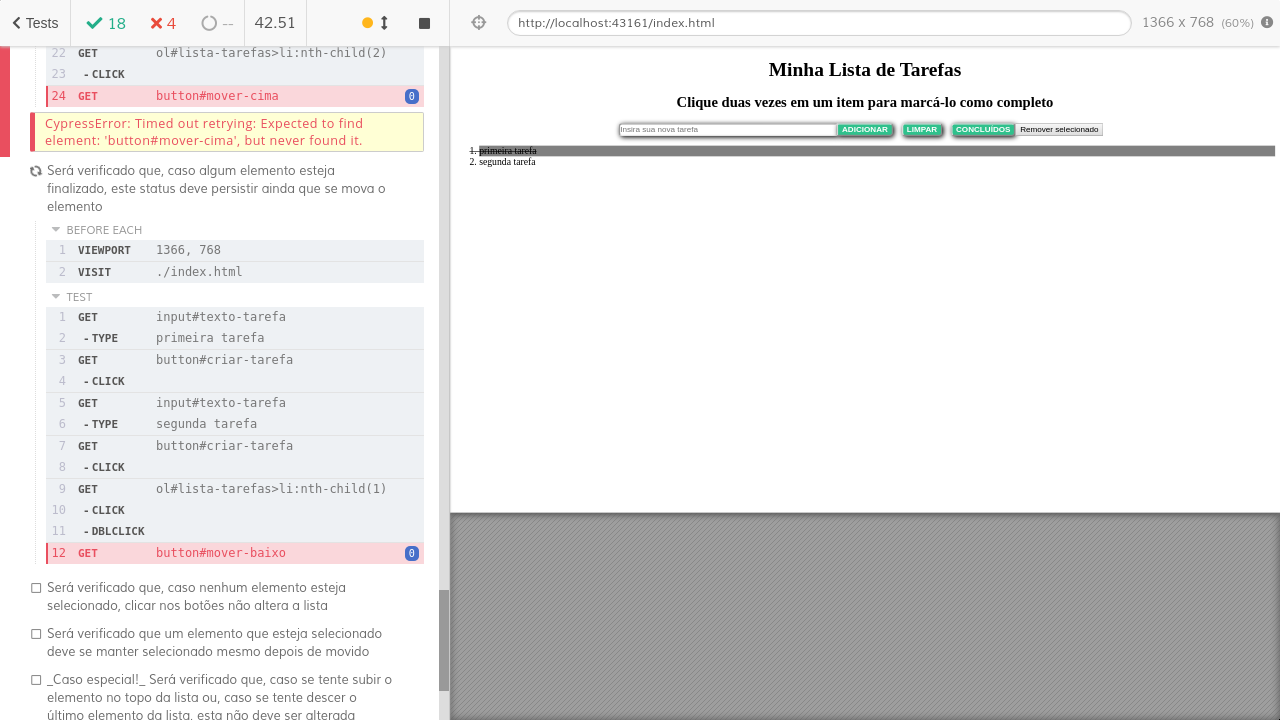 Tests
18
4
--
42.51
http://localhost:43161/index.html
1366 x 768 (60%)
22 GET ol#lista-tarefas>li:nth-child(2)
23 - CLICK
24 GET button#mover-cima 0
CypressError: Timed out retrying: Expected to find
element: 'button#mover-cima', but never found it.
Será verificado que, caso algum elemento esteja
finalizado, este status deve persistir ainda que se mova o
elemento
BEFORE EACH
1 VIEWPORT 1366, 768
2 VISIT ./index.html
TEST
1 GET input#texto-tarefa
2 - TYPE primeira tarefa
3 GET button#criar-tarefa
4 - CLICK
5 GET input#texto-tarefa
6 - TYPE segunda tarefa
7 GET button#criar-tarefa
8 - CLICK
9 GET ol#lista-tarefas>li:nth-child(1)
10 - CLICK
11 - DBLCLICK
12 GET button#mover-baixo 0
Será verificado que, caso nenhum elemento esteja
selecionado, clicar nos botões não altera a lista
Será verificado que um elemento que esteja selecionado
deve se manter selecionado mesmo depois de movido
_Caso especial!_ Será verificado que, caso se tente subir o
elemento no topo da lista ou, caso se tente descer o
último elemento da lista, esta não deve ser alterada
Minha Lista de Tarefas
Clique duas vezes em um item para marcá-lo como completo
Insira sua nova tarefa ADICIONAR LIMPAR CONCLUÍDOS Remover selecionado
1. primeira tarefa
2. segunda tarefa